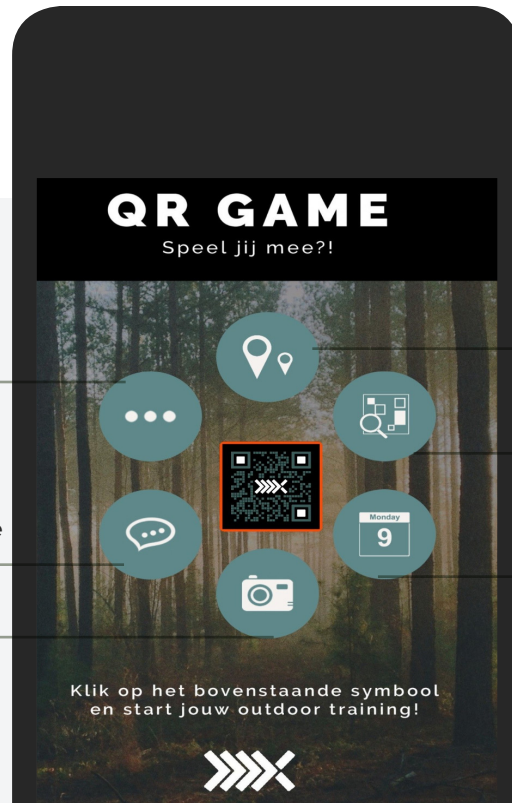 QR GAME
Speel jij mee?!
Monday
9
Klik op het bovenstaande symbool
en start jouw outdoor training!